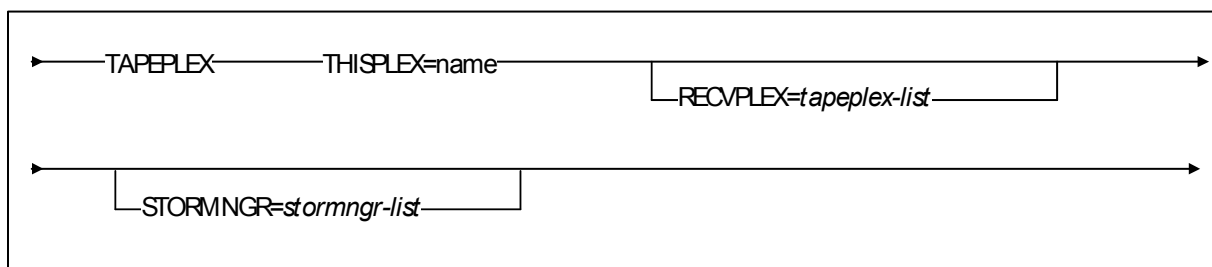 TAPEPLEX THISPLEX=name
RECVPLEX=tapeplex-list
STORMNGR=stormngr-list